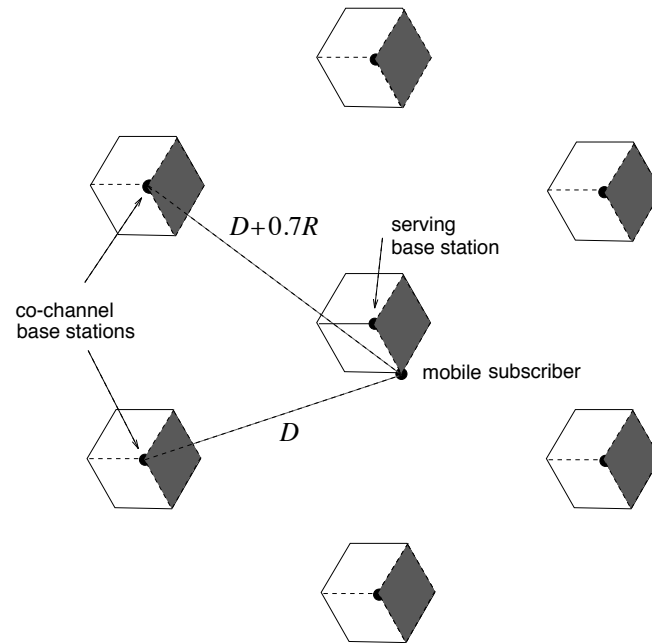 D+0.7R
serving
base station
co-channel
base stations
mobile subscriber
D